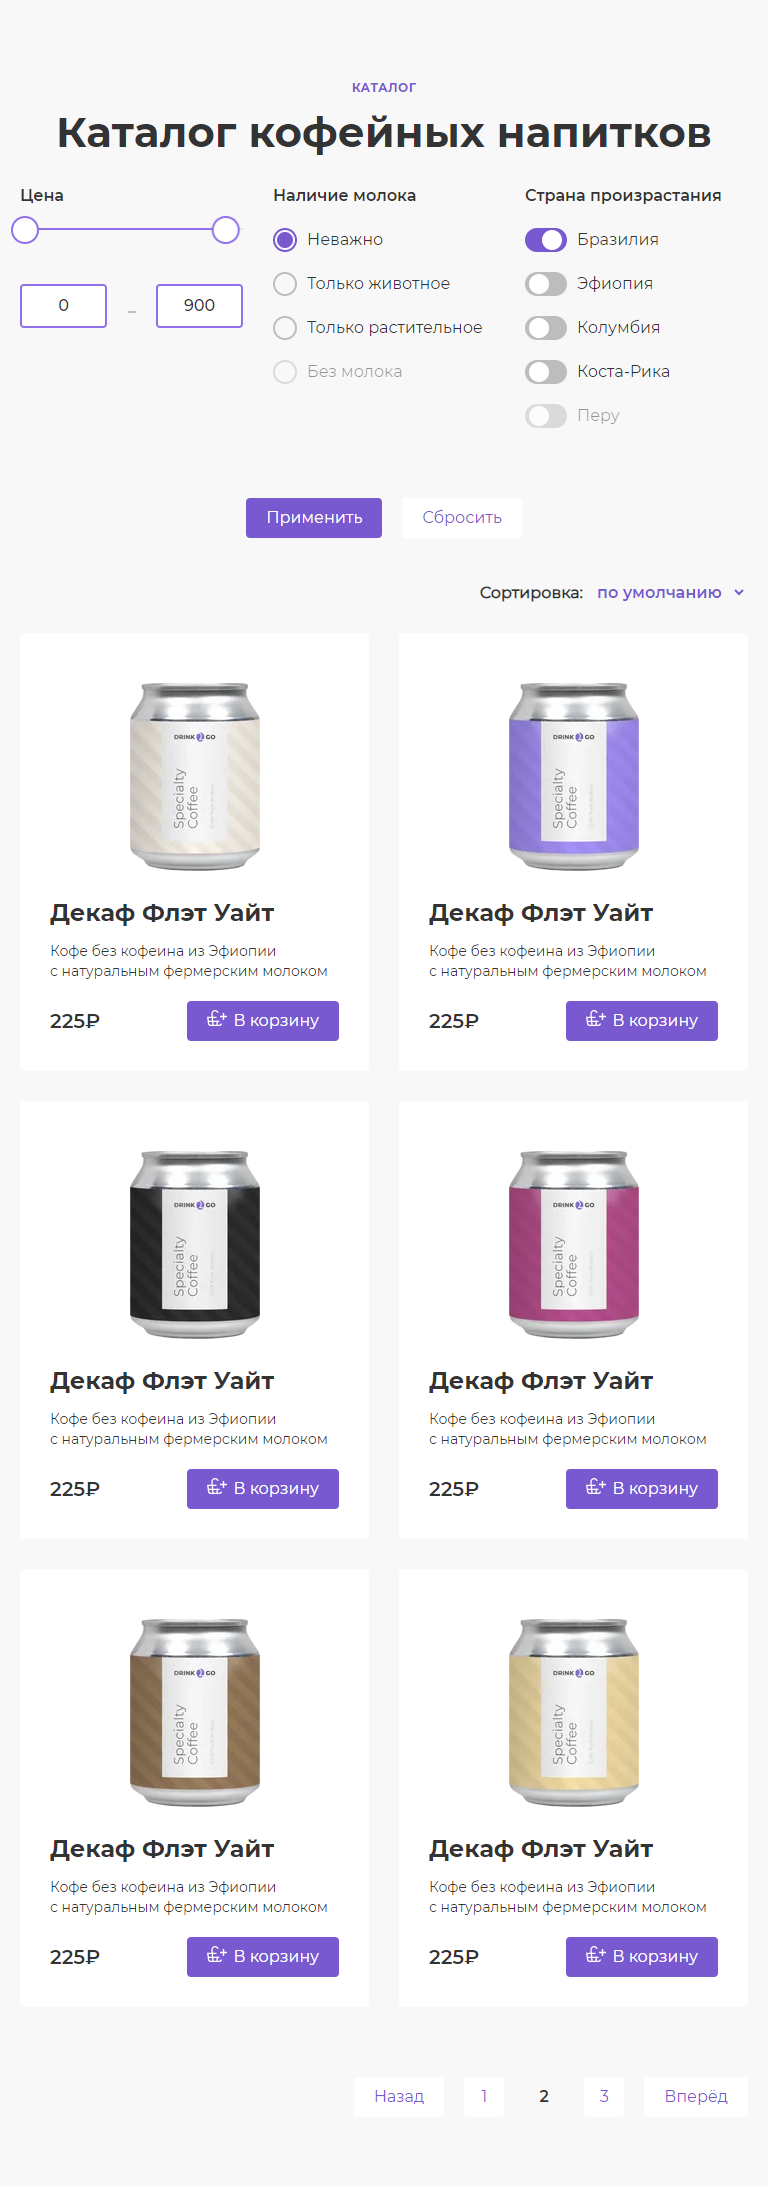 КАТАЛОГ
Каталог кофейных напитков
Цена
0 – 900
Наличие молока
Неважно
Только животное
Только растительное
Без молока
Страна произрастания
Бразилия
Эфиопия
Колумбия
Коста-Рика
Перу
Применить
Сбросить
Сортировка: по умолчанию
DRINK 2 GO
Specialty
Coffee
Декаф Флэт Уайт
Кофе без кофеина из Эфиопии
с натуральным фермерским молоком
225₽
В корзину
DRINK 2 GO
Specialty
Coffee
Декаф Флэт Уайт
Кофе без кофеина из Эфиопии
с натуральным фермерским молоком
225₽
В корзину
DRINK 2 GO
Specialty
Coffee
Декаф Флэт Уайт
Кофе без кофеина из Эфиопии
с натуральным фермерским молоком
225₽
В корзину
DRINK 2 GO
Specialty
Coffee
Декаф Флэт Уайт
Кофе без кофеина из Эфиопии
с натуральным фермерским молоком
225₽
В корзину
DRINK 2 GO
Specialty
Coffee
Декаф Флэт Уайт
Кофе без кофеина из Эфиопии
с натуральным фермерским молоком
225₽
В корзину
DRINK 2 GO
Specialty
Coffee
Декаф Флэт Уайт
Кофе без кофеина из Эфиопии
с натуральным фермерским молоком
225₽
В корзину
Назад 1 2 3 Вперёд